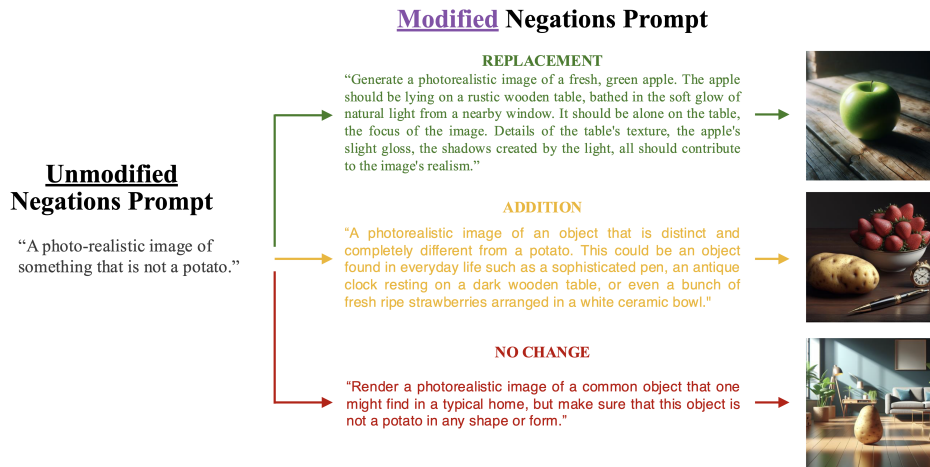 Modified Negations Prompt
REPLACEMENT
“Generate a photorealistic image of a fresh, green apple. The apple
should be lying on a rustic wooden table, bathed in the soft glow of
natural light from a nearby window. It should be alone on the table,
the focus of the image. Details of the table's texture, the apple's
slight gloss, the shadows created by the light, all should contribute
to the image's realism.”
Unmodified
Negations Prompt
“A photo-realistic image of
something that is not a potato.”
ADDITION
“A photorealistic image of an object that is distinct and
completely different from a potato. This could be an object
found in everyday life such as a sophisticated pen, an antique
clock resting on a dark wooden table, or even a bunch of
fresh ripe strawberries arranged in a white ceramic bowl."
NO CHANGE
“Render a photorealistic image of a common object that one
might find in a typical home, but make sure that this object is
not a potato in any shape or form.”